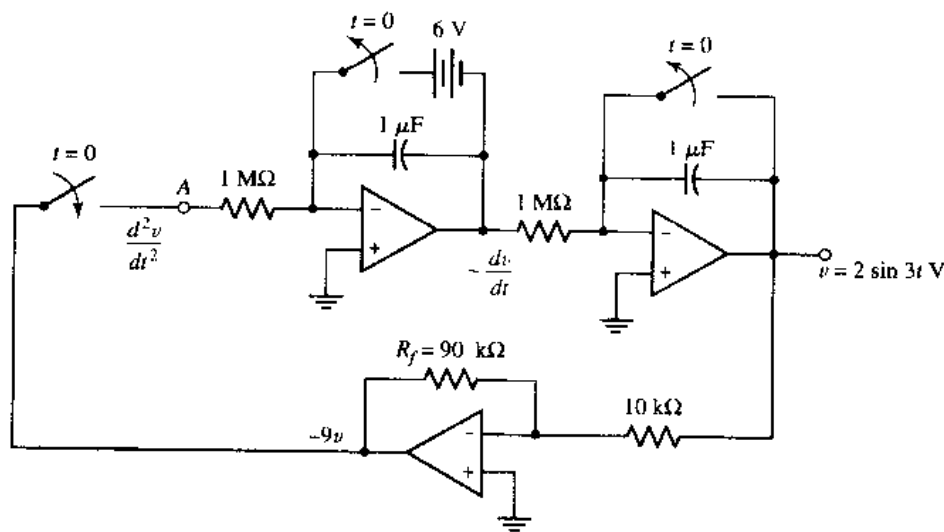 t = 0
6 V
t = 0
1 μF
1 μF
t = 0
A
1 MΩ
1 MΩ
−
+
−
+
d²v
dt²
− dv
dt
v = 2 sin 3t V
R_f = 90 kΩ
10 kΩ
−9v
−
+